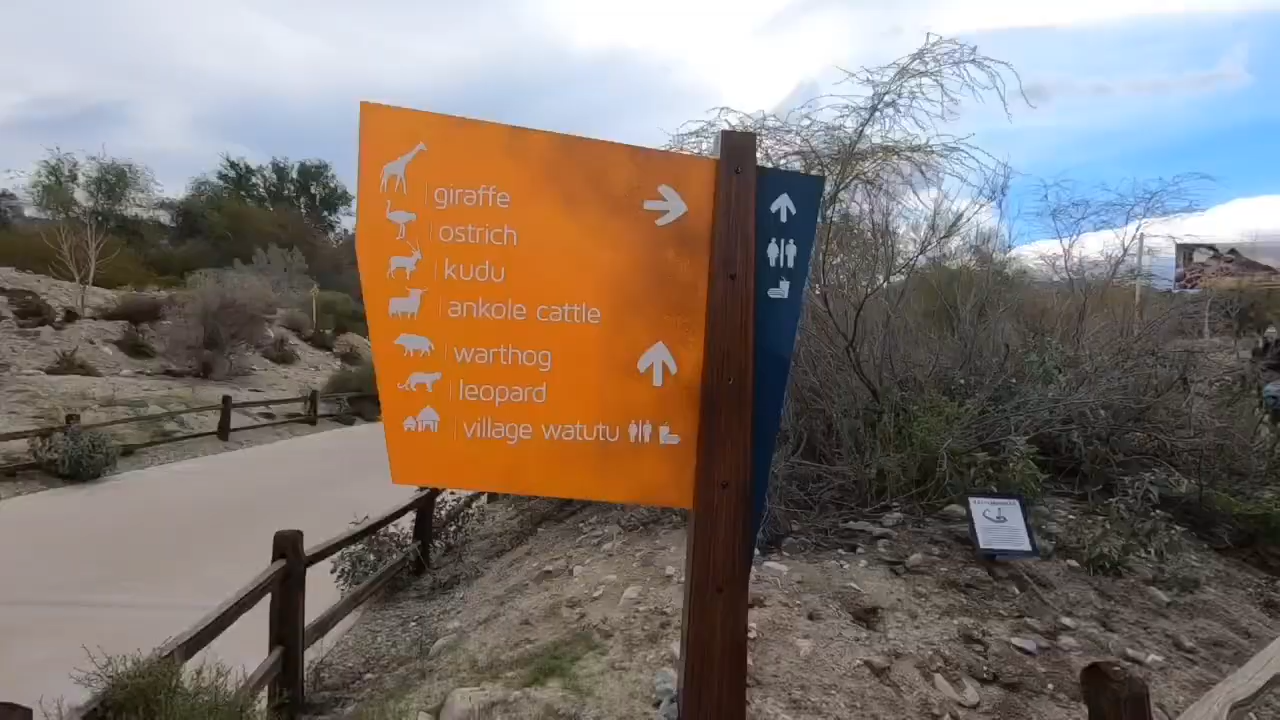 giraffe
ostrich
kudu
ankole cattle
warthog
leopard
village watutu